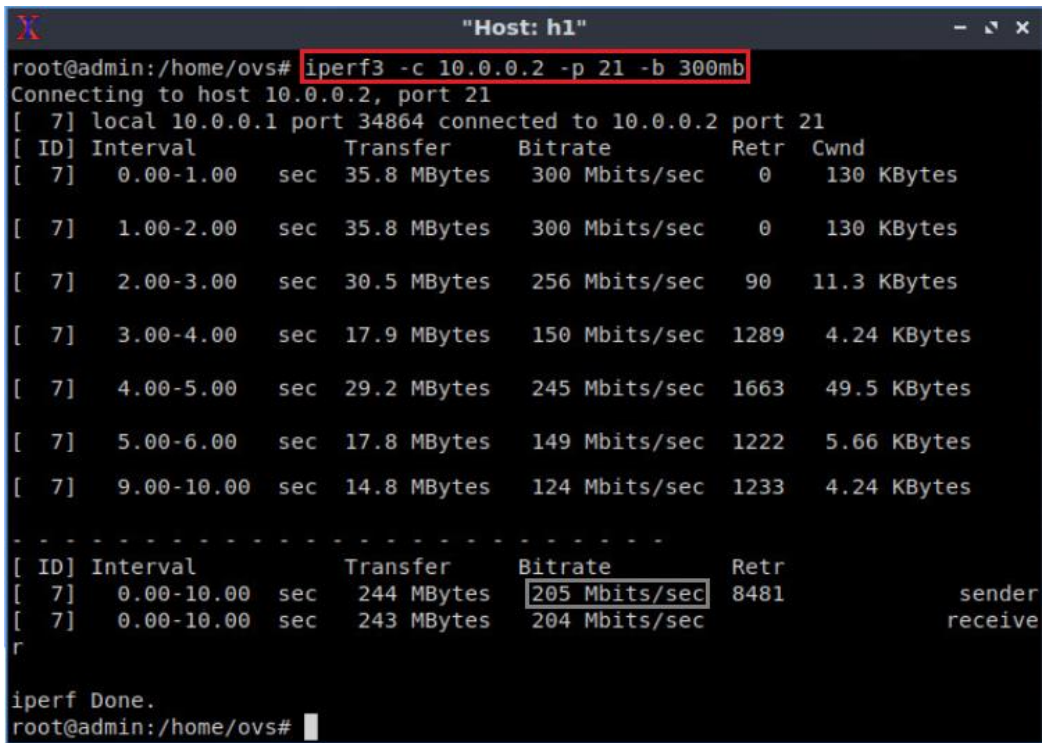 "Host: h1"
root@admin:/home/ovs# iperf3 -c 10.0.0.2 -p 21 -b 300mb
Connecting to host 10.0.0.2, port 21
[  7] local 10.0.0.1 port 34864 connected to 10.0.0.2 port 21
[ ID] Interval           Transfer     Bitrate         Retr  Cwnd
[  7]   0.00-1.00   sec  35.8 MBytes   300 Mbits/sec    0    130 KBytes
[  7]   1.00-2.00   sec  35.8 MBytes   300 Mbits/sec    0    130 KBytes
[  7]   2.00-3.00   sec  30.5 MBytes   256 Mbits/sec   90   11.3 KBytes
[  7]   3.00-4.00   sec  17.9 MBytes   150 Mbits/sec  1289   4.24 KBytes
[  7]   4.00-5.00   sec  29.2 MBytes   245 Mbits/sec  1663   49.5 KBytes
[  7]   5.00-6.00   sec  17.8 MBytes   149 Mbits/sec  1222   5.66 KBytes
[  7]   9.00-10.00  sec  14.8 MBytes   124 Mbits/sec  1233   4.24 KBytes
- - - - - - - - - - - - - - - - - - - - - - - - -
[ ID] Interval           Transfer     Bitrate         Retr
[  7]   0.00-10.00  sec   244 MBytes   205 Mbits/sec  8481             sender
[  7]   0.00-10.00  sec   243 MBytes   204 Mbits/sec                  receive
r
iperf Done.
root@admin:/home/ovs#